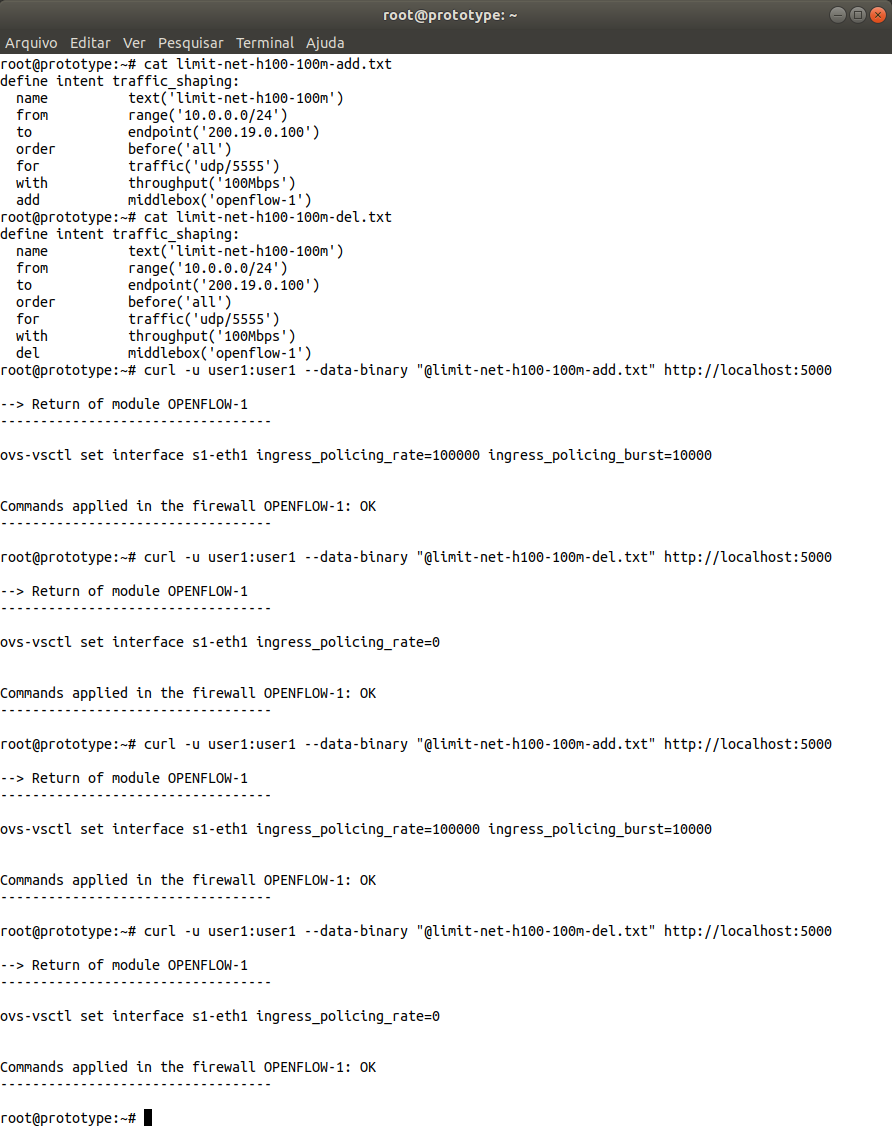 root@prototype: ~
Arquivo Editar Ver Pesquisar Terminal Ajuda
root@prototype:~# cat limit-net-h100-100m-add.txt
define intent traffic_shaping:
  name          text('limit-net-h100-100m')
  from          range('10.0.0.0/24')
  to            endpoint('200.19.0.100')
  order         before('all')
  for           traffic('udp/5555')
  with          throughput('100Mbps')
  add           middlebox('openflow-1')
root@prototype:~# cat limit-net-h100-100m-del.txt
define intent traffic_shaping:
  name          text('limit-net-h100-100m')
  from          range('10.0.0.0/24')
  to            endpoint('200.19.0.100')
  order         before('all')
  for           traffic('udp/5555')
  with          throughput('100Mbps')
  del           middlebox('openflow-1')
root@prototype:~# curl -u user1:user1 --data-binary "@limit-net-h100-100m-add.txt" http://localhost:5000
--> Return of module OPENFLOW-1
----------------------------------
ovs-vsctl set interface s1-eth1 ingress_policing_rate=100000 ingress_policing_burst=10000
Commands applied in the firewall OPENFLOW-1: OK
----------------------------------
root@prototype:~# curl -u user1:user1 --data-binary "@limit-net-h100-100m-del.txt" http://localhost:5000
--> Return of module OPENFLOW-1
----------------------------------
ovs-vsctl set interface s1-eth1 ingress_policing_rate=0
Commands applied in the firewall OPENFLOW-1: OK
----------------------------------
root@prototype:~# curl -u user1:user1 --data-binary "@limit-net-h100-100m-add.txt" http://localhost:5000
--> Return of module OPENFLOW-1
----------------------------------
ovs-vsctl set interface s1-eth1 ingress_policing_rate=100000 ingress_policing_burst=10000
Commands applied in the firewall OPENFLOW-1: OK
----------------------------------
root@prototype:~# curl -u user1:user1 --data-binary "@limit-net-h100-100m-del.txt" http://localhost:5000
--> Return of module OPENFLOW-1
----------------------------------
ovs-vsctl set interface s1-eth1 ingress_policing_rate=0
Commands applied in the firewall OPENFLOW-1: OK
----------------------------------
root@prototype:~#